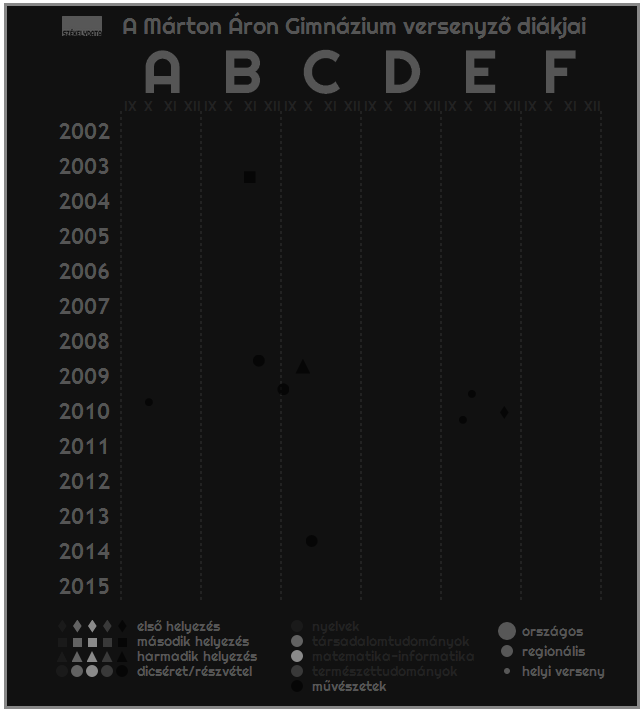 A Márton Áron Gimnázium versenyző diákjai
A B C D E F
IX X XI XII IX X XI XII IX X XI XII IX X XI XII IX X XI XII IX X XI XII
2002
2003
2004
2005
2006
2007
2008
2009
2010
2011
2012
2013
2014
2015
első helyezés
második helyezés
harmadik helyezés
dicséret/részvétel
nyelvek
társadalomtudományok
matematika-informatika
természettudományok
művészetek
országos
regionális
helyi verseny